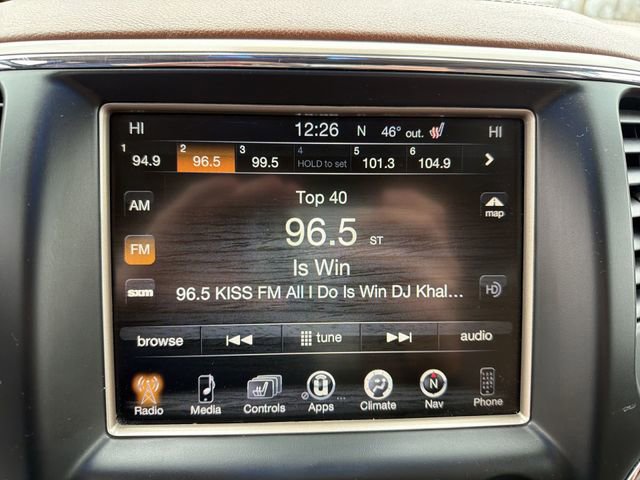 HI 12:26 N 46° out. HI
1 94.9 2 96.5 3 99.5 4 HOLD to set 5 101.3 6 104.9
Top 40
AM 96.5 ST map
FM Is Win
sxm 96.5 KISS FM All I Do Is Win DJ Khal... HD
browse tune audio
Radio Media Controls Apps ... Climate Nav Phone